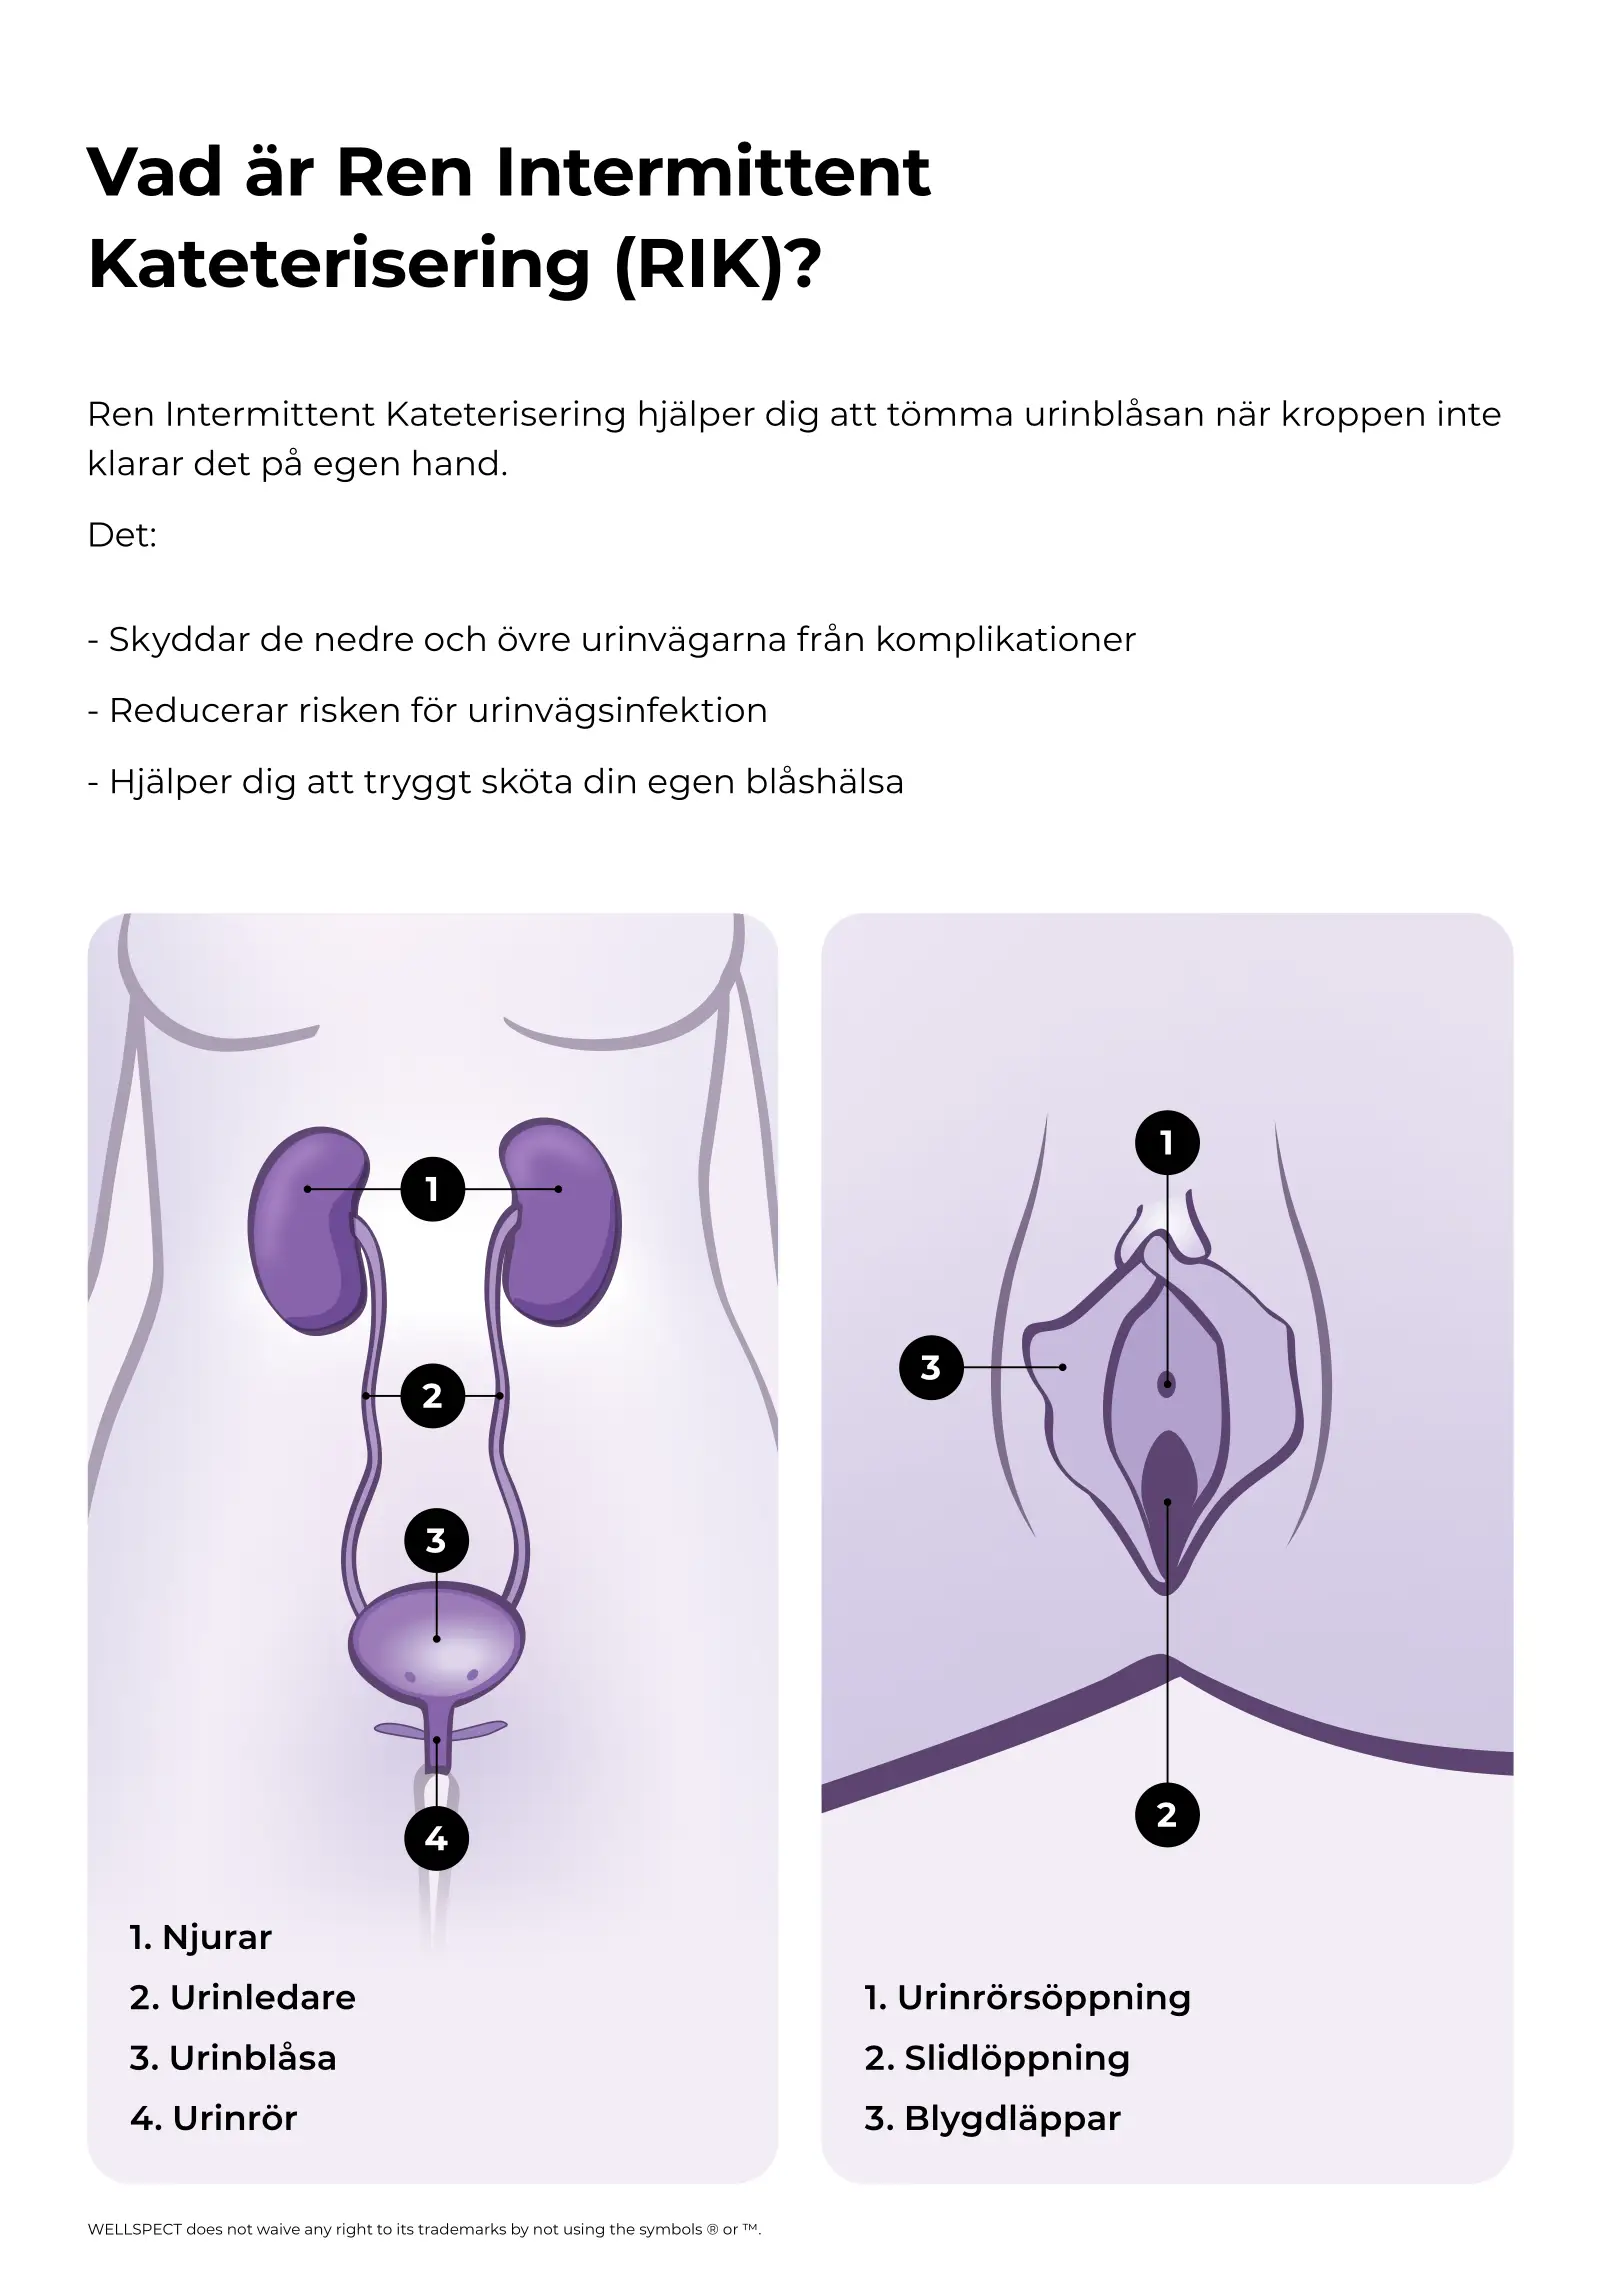 Vad är Ren Intermittent
Kateterisering (RIK)?
Ren Intermittent Kateterisering hjälper dig att tömma urinblåsan när kroppen inte
klarar det på egen hand.
Det:
- Skyddar de nedre och övre urinvägarna från komplikationer
- Reducerar risken för urinvägsinfektion
- Hjälper dig att tryggt sköta din egen blåshälsa
1
2
3
4
1. Njurar
2. Urinledare
3. Urinblåsa
4. Urinrör
1
3
2
1. Urinrörsöppning
2. Slidlöppning
3. Blygdläppar
WELLSPECT does not waive any right to its trademarks by not using the symbols ® or ™.